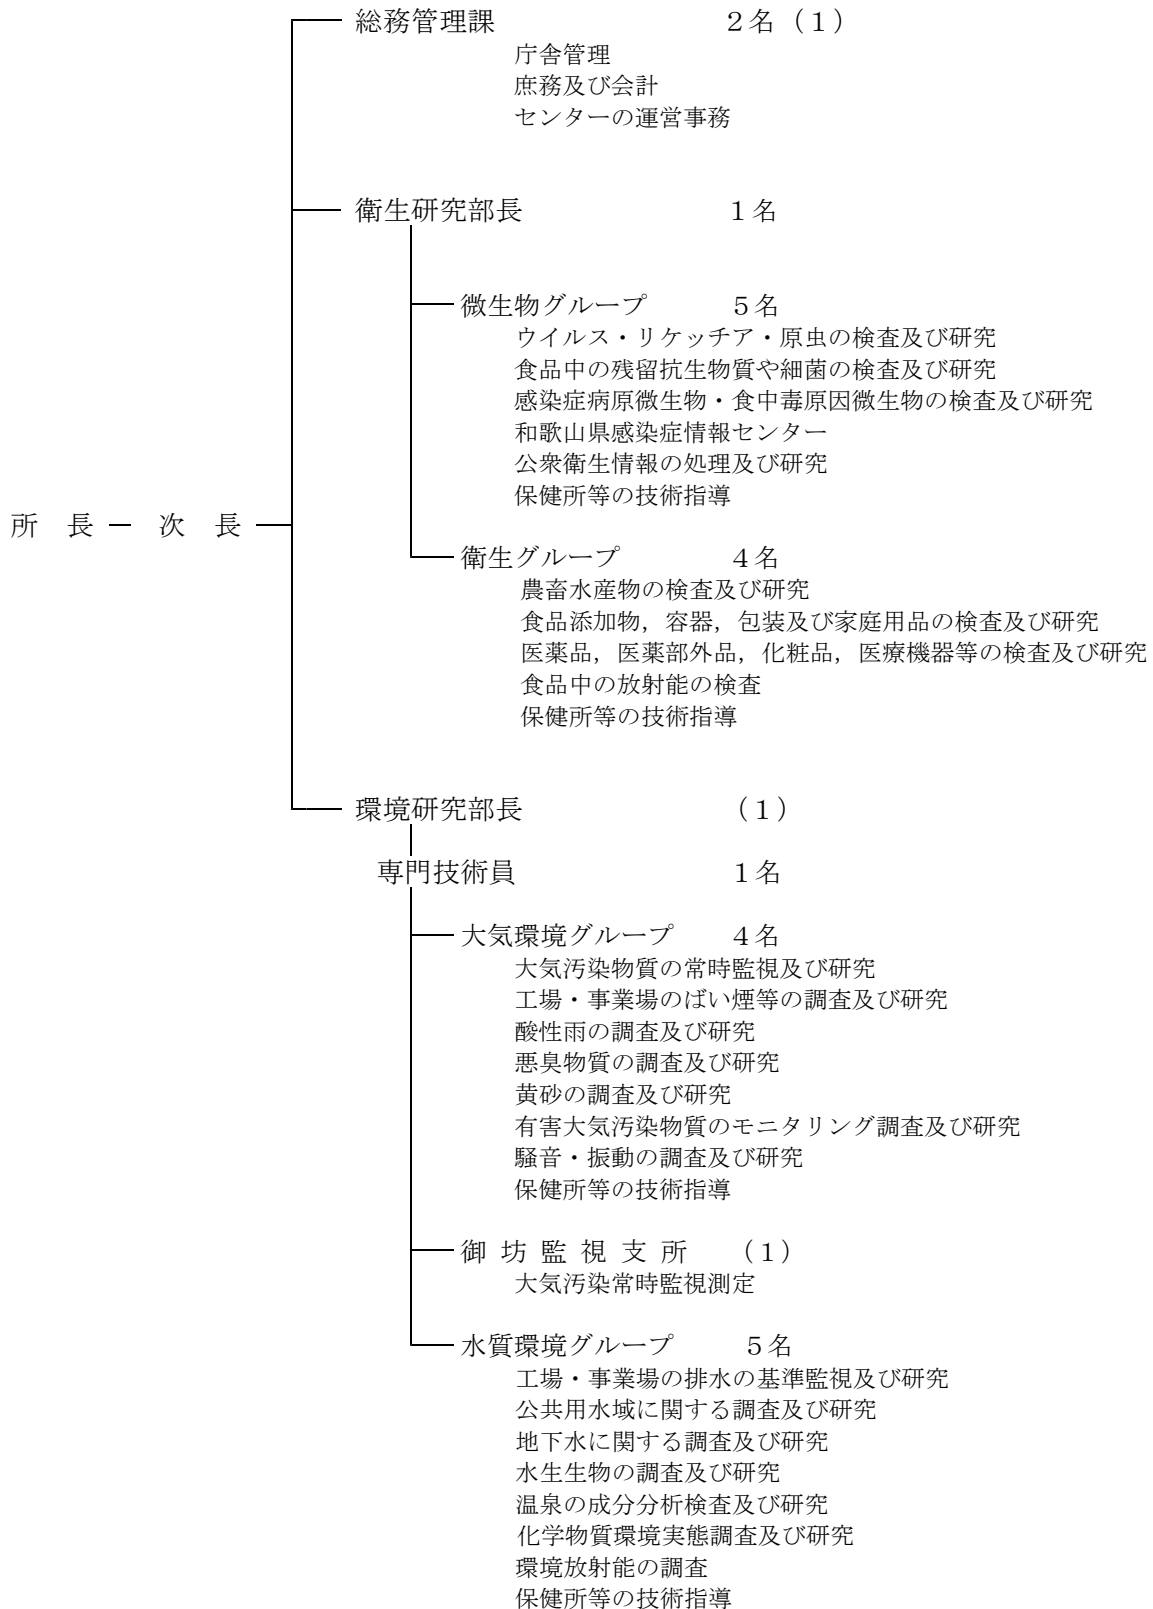 総務管理課 ２名（１）
庁舎管理
庶務及び会計
センターの運営事務
衛生研究部長 １名
微生物グループ ５名
ウイルス・リケッチア・原虫の検査及び研究
食品中の残留抗生物質や細菌の検査及び研究
感染症病原微生物・食中毒原因微生物の検査及び研究
和歌山県感染症情報センター
公衆衛生情報の処理及び研究
保健所等の技術指導
所 長 － 次 長
衛生グループ ４名
農畜水産物の検査及び研究
食品添加物，容器，包装及び家庭用品の検査及び研究
医薬品，医薬部外品，化粧品，医療機器等の検査及び研究
食品中の放射能の検査
保健所等の技術指導
環境研究部長 （１）
専門技術員 １名
大気環境グループ ４名
大気汚染物質の常時監視及び研究
工場・事業場のばい煙等の調査及び研究
酸性雨の調査及び研究
悪臭物質の調査及び研究
黄砂の調査及び研究
有害大気汚染物質のモニタリング調査及び研究
騒音・振動の調査及び研究
保健所等の技術指導
御 坊 監 視 支 所 （１）
大気汚染常時監視測定
水質環境グループ ５名
工場・事業場の排水の基準監視及び研究
公共用水域に関する調査及び研究
地下水に関する調査及び研究
水生生物の調査及び研究
温泉の成分分析検査及び研究
化学物質環境実態調査及び研究
環境放射能の調査
保健所等の技術指導